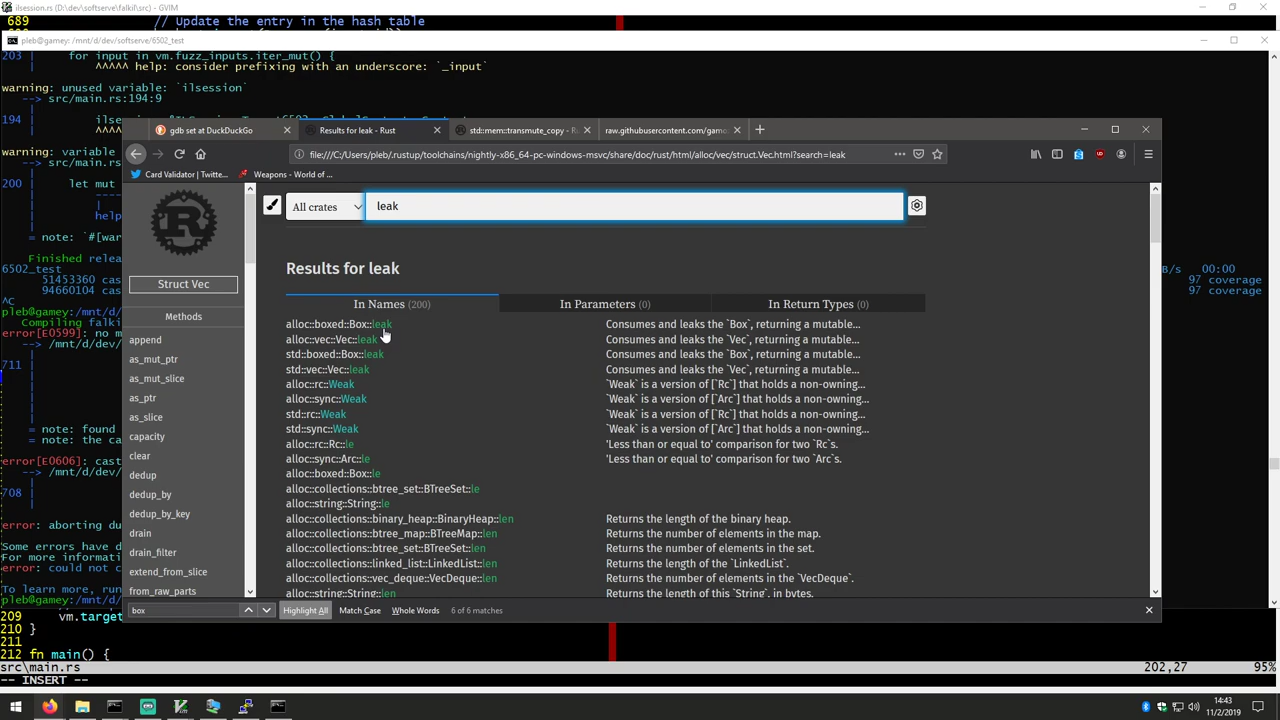 ilsession.rs (D:\dev\softserve\falkil\src) - GVIM
689 // Update the entry in the hash table
pleb@gamey: /mnt/d/dev/softserve/6502_test
203 | for input in vm.fuzz_inputs.iter_mut() {
| ^^^^^ help: consider prefixing with an underscore: `_input`
warning: unused variable: `ilsession`
--> src/main.rs:194:9
|
194
warning: variable
--> src/main.rs
|
200 | let mut
| ----
| |
| help
= note: `#[warn
Finished relea
6502_test
51453360 cas
94660104 cas
B/s 00:00
97 coverage
97 coverage
^C
pleb@gamey:/mnt/d/
Compiling falki
error[E0599]: no m
--> /mnt/d/dev/
|
711
= note: found
= note: the ca
error[E0606]: cast
--> /mnt/d/dev/
|
708
error: aborting du
Some errors have d
For more informati
error: could not c
To learn more, run
pleb@gamey:/mnt/d
gdb set at DuckDuckGo
Results for leak - Rust
std::mem::transmute_copy - Ru
raw.githubusercontent.com/gamo
file:///C:/Users/pleb/.rustup/toolchains/nightly-x86_64-pc-windows-msvc/share/doc/rust/html/alloc/vec/struct.Vec.html?search=leak
Card Validator | Twitte...
Weapons - World of ...
All crates
leak
Results for leak
Struct Vec
Methods
append
as_mut_ptr
as_mut_slice
as_ptr
as_slice
capacity
clear
dedup
dedup_by
dedup_by_key
drain
drain_filter
extend_from_slice
from_raw_parts
In Names (200) In Parameters (0) In Return Types (0)
alloc::boxed::Box::leak Consumes and leaks the `Box`, returning a mutable...
alloc::vec::Vec::leak Consumes and leaks the `Vec`, returning a mutable...
std::boxed::Box::leak Consumes and leaks the `Box`, returning a mutable...
std::vec::Vec::leak Consumes and leaks the `Vec`, returning a mutable...
alloc::rc::Weak `Weak` is a version of [`Rc`] that holds a non-owning...
alloc::sync::Weak `Weak` is a version of [`Arc`] that holds a non-owning...
std::rc::Weak `Weak` is a version of [`Rc`] that holds a non-owning...
std::sync::Weak `Weak` is a version of [`Arc`] that holds a non-owning...
alloc::rc::Rc::le 'Less than or equal to' comparison for two `Rc`s.
alloc::sync::Arc::le 'Less than or equal to' comparison for two `Arc`s.
alloc::boxed::Box::le
alloc::collections::btree_set::BTreeSet::le
alloc::string::String::le
alloc::collections::binary_heap::BinaryHeap::len Returns the length of the binary heap.
alloc::collections::btree_map::BTreeMap::len Returns the number of elements in the map.
alloc::collections::btree_set::BTreeSet::len Returns the number of elements in the set.
alloc::collections::linked_list::LinkedList::len Returns the length of the `LinkedList`.
alloc::collections::vec_deque::VecDeque::len Returns the number of elements in the `VecDeque`.
alloc::string::String::len Returns the length of this `String`, in bytes.
box
Highlight All Match Case Whole Words 6 of 6 matches
209 vm.target
210 }
211
212 fn main() {
src\main.rs 202,27 95%
-- INSERT --
14:43
11/2/2019